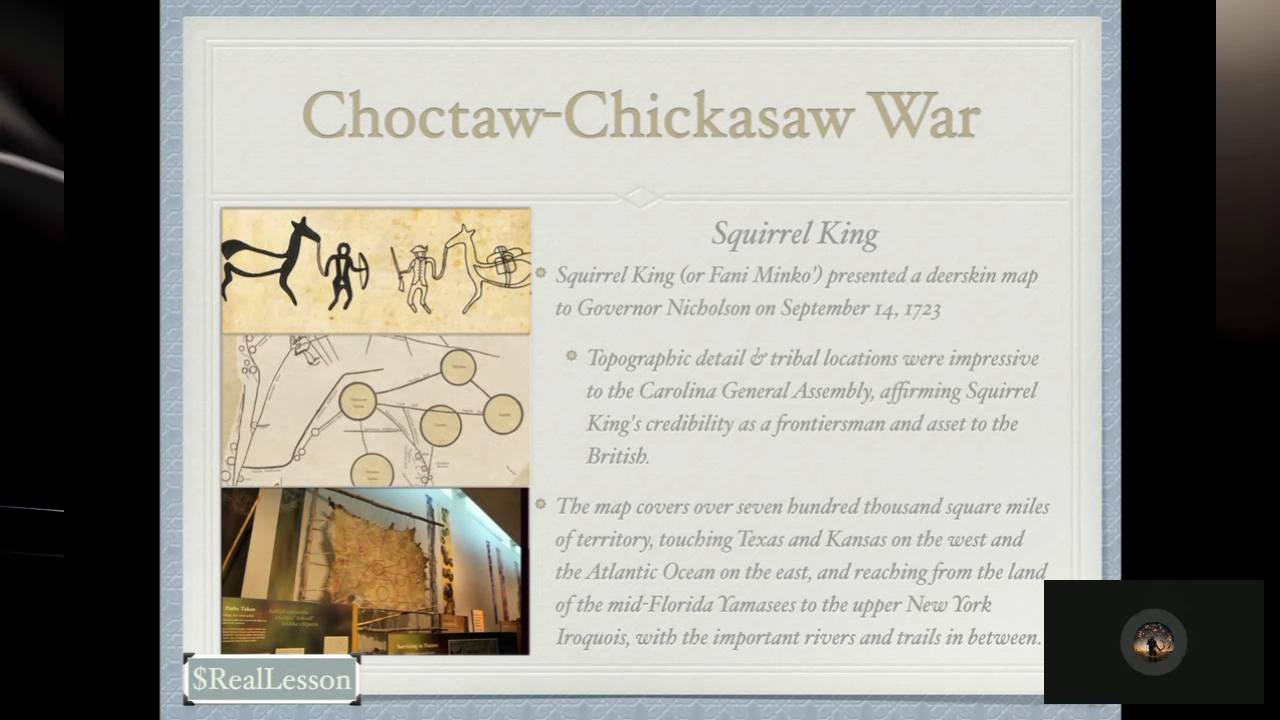 Choctaw-Chickasaw War
Squirrel King
Squirrel King (or Fani Minko') presented a deerskin map
to Governor Nicholson on September 14, 1723
Topographic detail & tribal locations were impressive
to the Carolina General Assembly, affirming Squirrel
King's credibility as a frontiersman and asset to the
British.
The map covers over seven hundred thousand square miles
of territory, touching Texas and Kansas on the west and
the Atlantic Ocean on the east, and reaching from the land
of the mid-Florida Yamasees to the upper New York
Iroquois, with the important rivers and trails in between.
$RealLesson